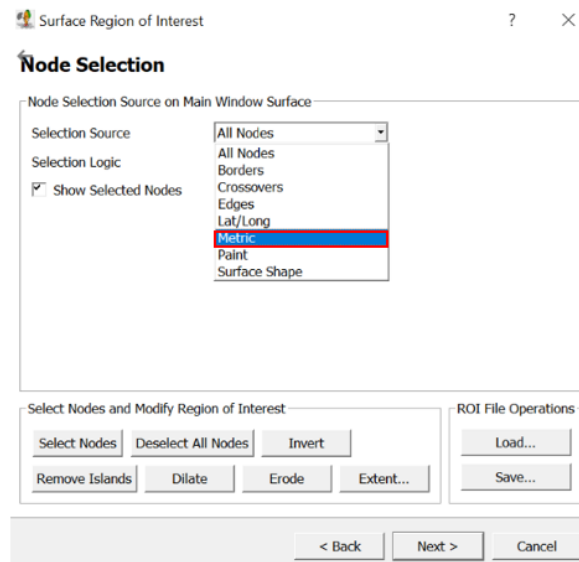 Surface Region of Interest ? ×
Node Selection
Node Selection Source on Main Window Surface
Selection Source All Nodes
All Nodes
Selection Logic
Borders
Crossovers
Show Selected Nodes
Edges
Lat/Long
Metric
Paint
Surface Shape
Select Nodes and Modify Region of Interest ROI File Operations
Select Nodes Deselect All Nodes Invert Load...
Remove Islands Dilate Erode Extent... Save...
< Back Next > Cancel